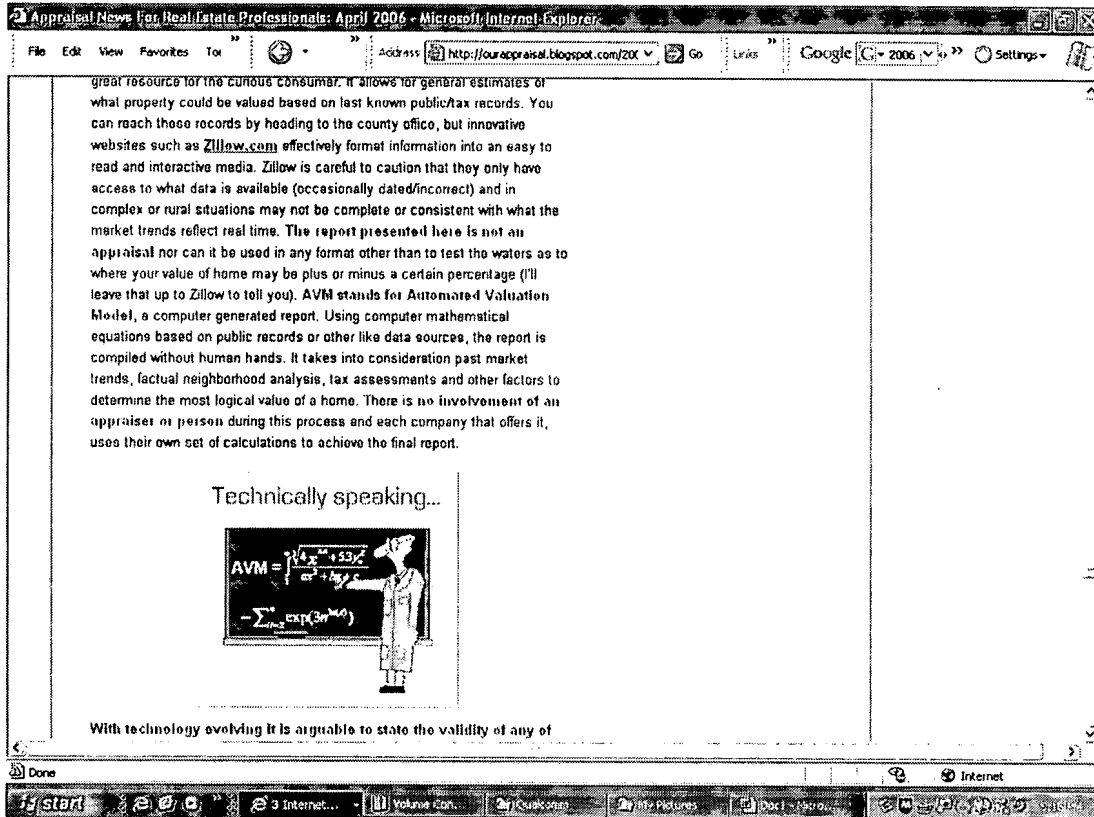 Appraisal News For Real Estate Professionals: April 2006 - Microsoft Internet Explorer
File Edit View Favorites Too » » Address http://ourappraisal.blogspot.com/200 Go Links » Google G 2006 » Settings
great resource for the curious consumer. It allows for general estimates of
what property could be valued based on last known public/tax records. You
can reach these records by heading to the county office, but innovative
websites such as Zillow.com effectively format information into an easy to
read and interactive media. Zillow is careful to caution that they only have
access to what data is available (occasionally dated/incorrect) and in
complex or rural situations may not be complete or consistent with what the
market trends reflect real time. The report presented here is not an
appraisal nor can it be used in any format other than to test the waters as to
where your value of home may be plus or minus a certain percentage (I'll
leave that up to Zillow to tell you). AVM stands for Automated Valuation
Model, a computer generated report. Using computer mathematical
equations based on public records or other like data sources, the report is
compiled without human hands. It takes into consideration past market
trends, factual neighborhood analysis, tax assessments and other factors to
determine the most logical value of a home. There is no involvement of an
appraiser or person during this process and each company that offers it,
uses their own set of calculations to achieve the final report.
Technically speaking...
AVM =
exp(3n
With technology evolving it is arguable to state the validity of any of
Done Internet
start 3 Internet... Volume Con... Qualcomm My Pictures Doc1 - Micro...